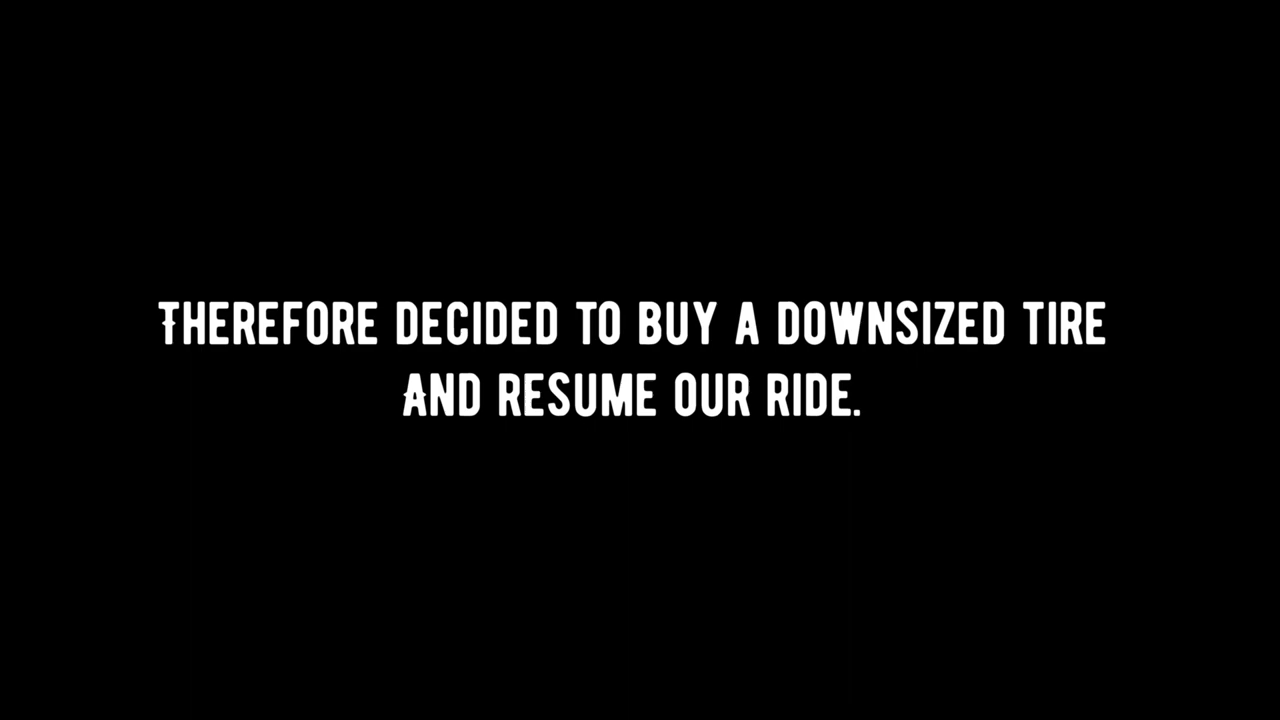 THEREFORE DECIDED TO BUY A DOWNSIZED TIRE
AND RESUME OUR RIDE.